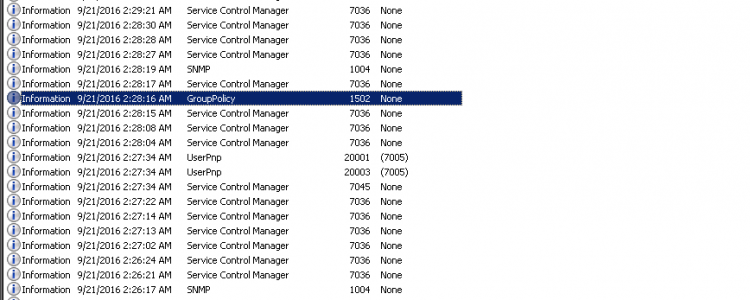 Information 9/21/2016 2:29:21 AM Service Control Manager 7036 None
Information 9/21/2016 2:28:30 AM Service Control Manager 7036 None
Information 9/21/2016 2:28:28 AM Service Control Manager 7036 None
Information 9/21/2016 2:28:27 AM Service Control Manager 7036 None
Information 9/21/2016 2:28:19 AM SNMP 1004 None
Information 9/21/2016 2:28:17 AM Service Control Manager 7036 None
Information 9/21/2016 2:28:16 AM GroupPolicy 1502 None
Information 9/21/2016 2:28:15 AM Service Control Manager 7036 None
Information 9/21/2016 2:28:08 AM Service Control Manager 7036 None
Information 9/21/2016 2:28:04 AM Service Control Manager 7036 None
Information 9/21/2016 2:27:34 AM UserPnp 20001 (7005)
Information 9/21/2016 2:27:34 AM UserPnp 20003 (7005)
Information 9/21/2016 2:27:34 AM Service Control Manager 7045 None
Information 9/21/2016 2:27:22 AM Service Control Manager 7036 None
Information 9/21/2016 2:27:14 AM Service Control Manager 7036 None
Information 9/21/2016 2:27:13 AM Service Control Manager 7036 None
Information 9/21/2016 2:27:02 AM Service Control Manager 7036 None
Information 9/21/2016 2:26:24 AM Service Control Manager 7036 None
Information 9/21/2016 2:26:21 AM Service Control Manager 7036 None
Information 9/21/2016 2:26:17 AM SNMP 1004 None